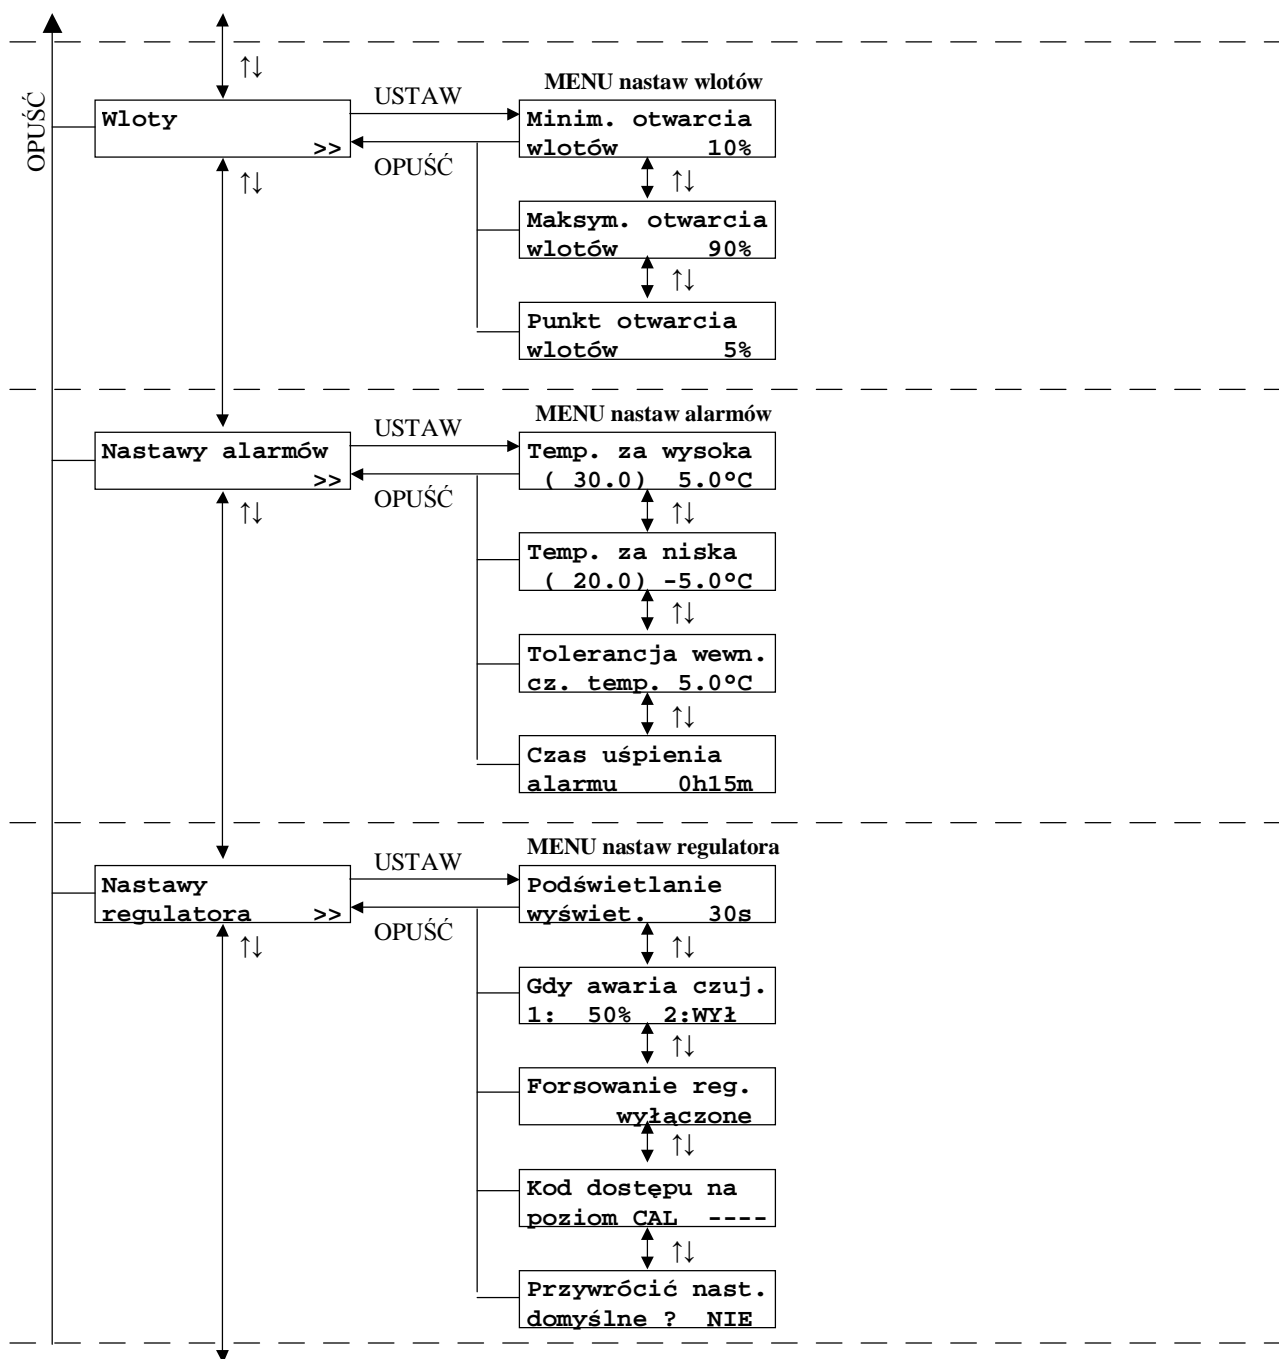 ↑↓
OPUŚĆ
MENU nastaw wlotów
USTAW
Wloty
>>
OPUŚĆ
↑↓
Minim. otwarcia
wlotów 10%
↑↓
Maksym. otwarcia
wlotów 90%
↑↓
Punkt otwarcia
wlotów 5%
MENU nastaw alarmów
USTAW
Nastawy alarmów
>>
OPUŚĆ
↑↓
Temp. za wysoka
( 30.0) 5.0°C
↑↓
Temp. za niska
( 20.0) -5.0°C
↑↓
Tolerancja wewn.
cz. temp. 5.0°C
↑↓
Czas uśpienia
alarmu 0h15m
MENU nastaw regulatora
USTAW
Nastawy
regulatora >>
OPUŚĆ
↑↓
Podświetlanie
wyświet. 30s
↑↓
Gdy awaria czuj.
1: 50% 2:WYŁ
↑↓
Forsowanie reg.
wyłączone
↑↓
Kod dostępu na
poziom CAL ----
↑↓
Przywrócić nast.
domyślne ? NIE